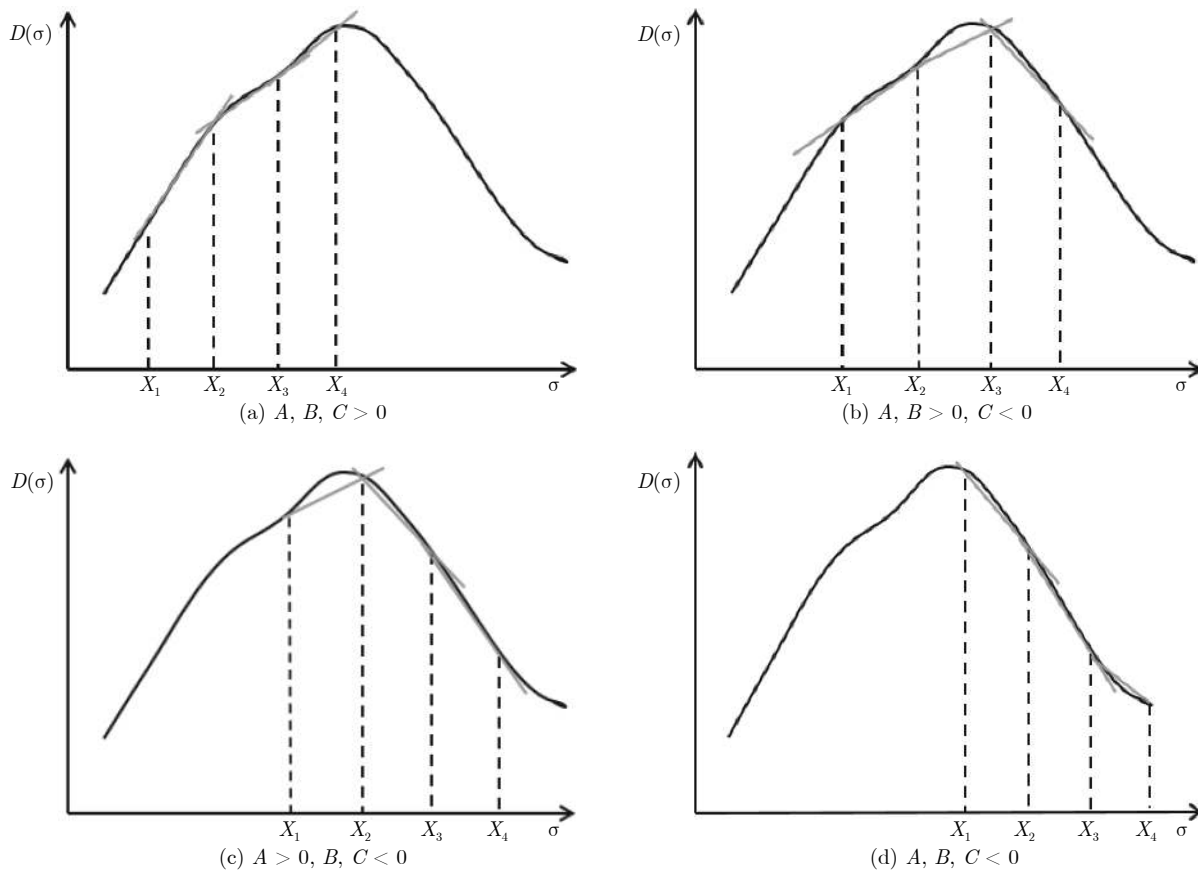 D(σ)
X₁ X₂ X₃ X₄ σ
(a) A, B, C > 0
D(σ)
X₁ X₂ X₃ X₄ σ
(b) A, B > 0, C < 0
D(σ)
X₁ X₂ X₃ X₄ σ
(c) A > 0, B, C < 0
D(σ)
X₁ X₂ X₃ X₄ σ
(d) A, B, C < 0